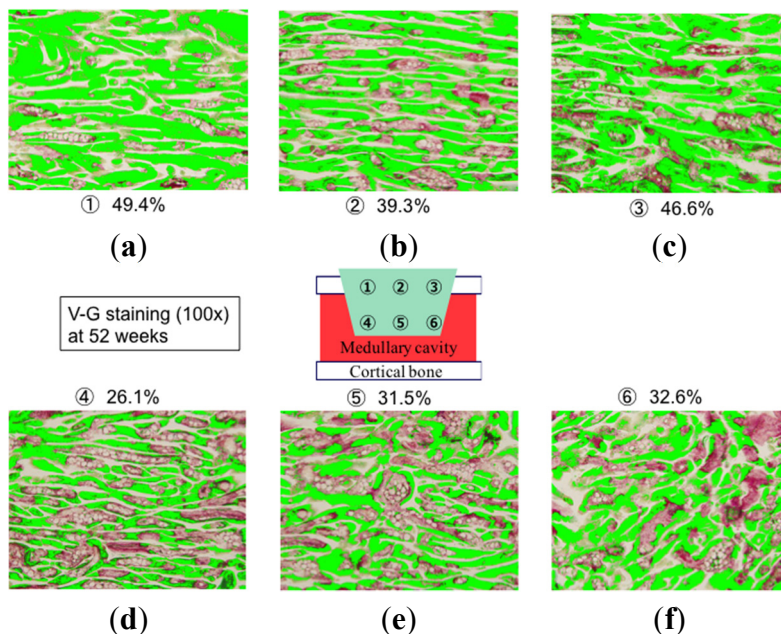 ① 49.4%
② 39.3%
③ 46.6%
(a)
(b)
(c)
V-G staining (100x)
at 52 weeks
① ② ③
④ ⑤ ⑥
Medullary cavity
Cortical bone
④ 26.1%
⑤ 31.5%
⑥ 32.6%
(d)
(e)
(f)